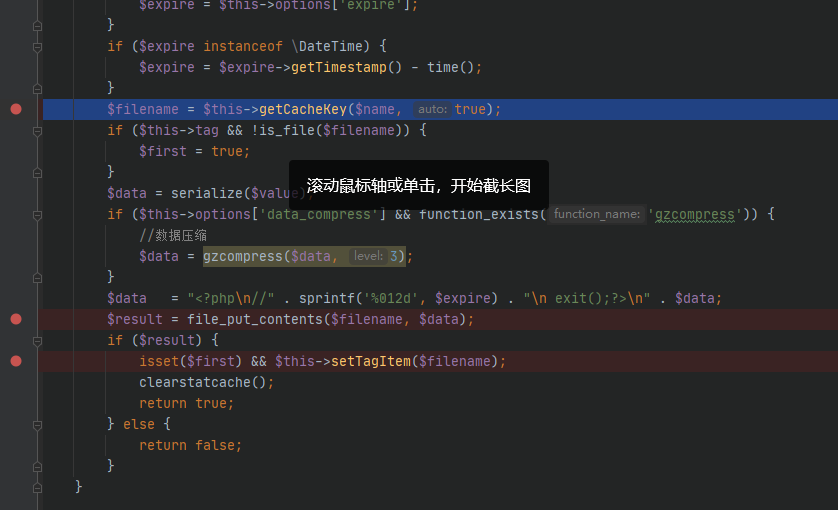 $expire = $this->options['expire'];
}
if ($expire instanceof \DateTime) {
$expire = $expire->getTimestamp() - time();
}
$filename = $this->getCacheKey($name, auto: true);
if ($this->tag && !is_file($filename)) {
$first = true;
}
滚动鼠标轴或单击，开始截长图
$data = serialize($value);
if ($this->options['data_compress'] && function_exists( function_name: 'gzcompress')) {
//数据压缩
$data = gzcompress($data, level: 3);
}
$data   = "<?php\n//" . sprintf('%012d', $expire) . "\n exit();?>\n" . $data;
$result = file_put_contents($filename, $data);
if ($result) {
isset($first) && $this->setTagItem($filename);
clearstatcache();
return true;
} else {
return false;
}
}